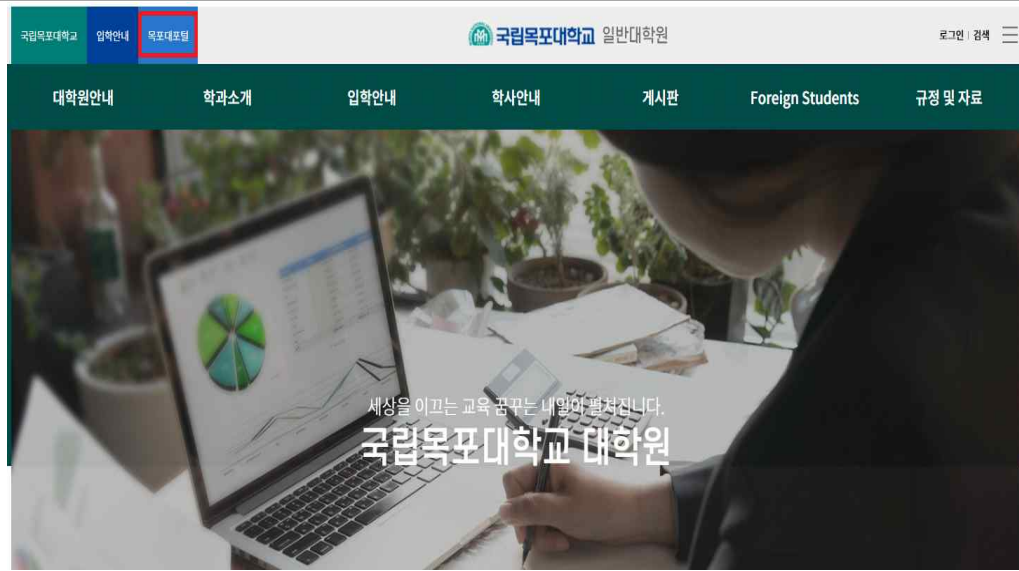 국립목포대학교 입학안내 목포대포털 국립목포대학교 일반대학원 로그인 검색
대학원안내 학과소개 입학안내 학사안내 게시판 Foreign Students 규정 및 자료
세상을 이끄는 교육 꿈꾸는 내일이 펼쳐집니다.
국립목포대학교 대학원